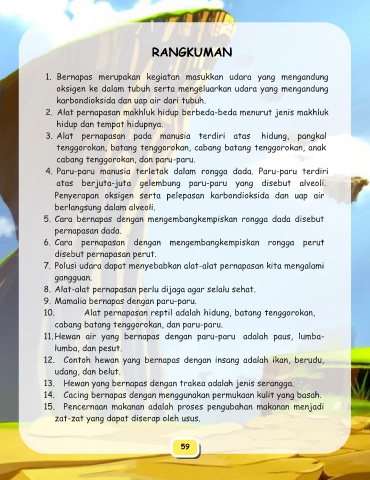 RANGKUMAN
1. Bernapas merupakan kegiatan masukkan udara yang mengandung
oksigen ke dalam tubuh serta mengeluarkan udara yang mengandung
karbondioksida dan uap air dari tubuh.
2. Alat pernapasan makhluk hidup berbeda-beda menurut jenis makhluk
hidup dan tempat hidupnya.
3. Alat pernapasan pada manusia terdiri atas hidung, pangkal
tenggorokan, batang tenggorokan, cabang batang tenggorokan, anak
cabang tenggorokan, dan paru-paru.
4. Paru-paru manusia terletak dalam rongga dada. Paru-paru terdiri
atas berjuta-juta gelembung paru-paru yang disebut alveoli.
Penyerapan oksigen serta pelepasan karbondioksida dan uap air
berlangsung dalam alveoli.
5. Cara bernapas dengan mengembangkempiskan rongga dada disebut
pernapasan dada.
6. Cara pernapasan dengan mengembangkempiskan rongga perut
disebut pernapasan perut.
7. Polusi udara dapat menyebabkan alat-alat pernapasan kita mengalami
gangguan.
8. Alat-alat pernapasan perlu dijaga agar selalu sehat.
9. Mamalia bernapas dengan paru-paru.
10. Alat pernapasan reptil adalah hidung, batang tenggorokan,
cabang batang tenggorokan, dan paru-paru.
11. Hewan air yang bernapas dengan paru-paru adalah paus, lumba-
lumba, dan pesut.
12. Contoh hewan yang bernapas dengan insang adalah ikan, berudu,
udang, dan belut.
13. Hewan yang bernapas dengan trakea adalah jenis serangga.
14. Cacing bernapas dengan menggunakan permukaan kulit yang basah.
15. Pencernaan makanan adalah proses pengubahan makanan menjadi
zat-zat yang dapat diserap oleh usus.
59